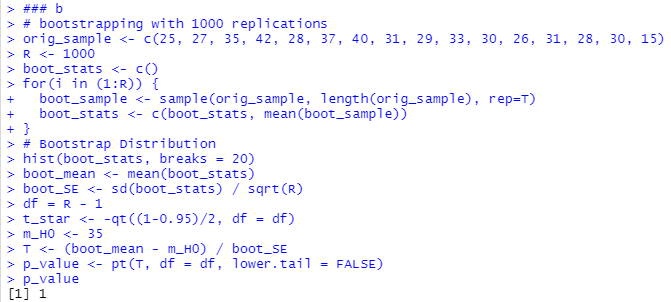 > ### b
> # bootstrapping with 1000 replications
> orig_sample <- c(25, 27, 35, 42, 28, 37, 40, 31, 29, 33, 30, 26, 31, 28, 30, 15)
> R <- 1000
> boot_stats <- c()
> for(i in (1:R)) {
+   boot_sample <- sample(orig_sample, length(orig_sample), rep=T)
+   boot_stats <- c(boot_stats, mean(boot_sample))
+ }
> # Bootstrap Distribution
> hist(boot_stats, breaks = 20)
> boot_mean <- mean(boot_stats)
> boot_SE <- sd(boot_stats) / sqrt(R)
> df = R - 1
> t_star <- -qt((1-0.95)/2, df = df)
> m_H0 <- 35
> T <- (boot_mean - m_H0) / boot_SE
> p_value <- pt(T, df = df, lower.tail = FALSE)
> p_value
[1] 1